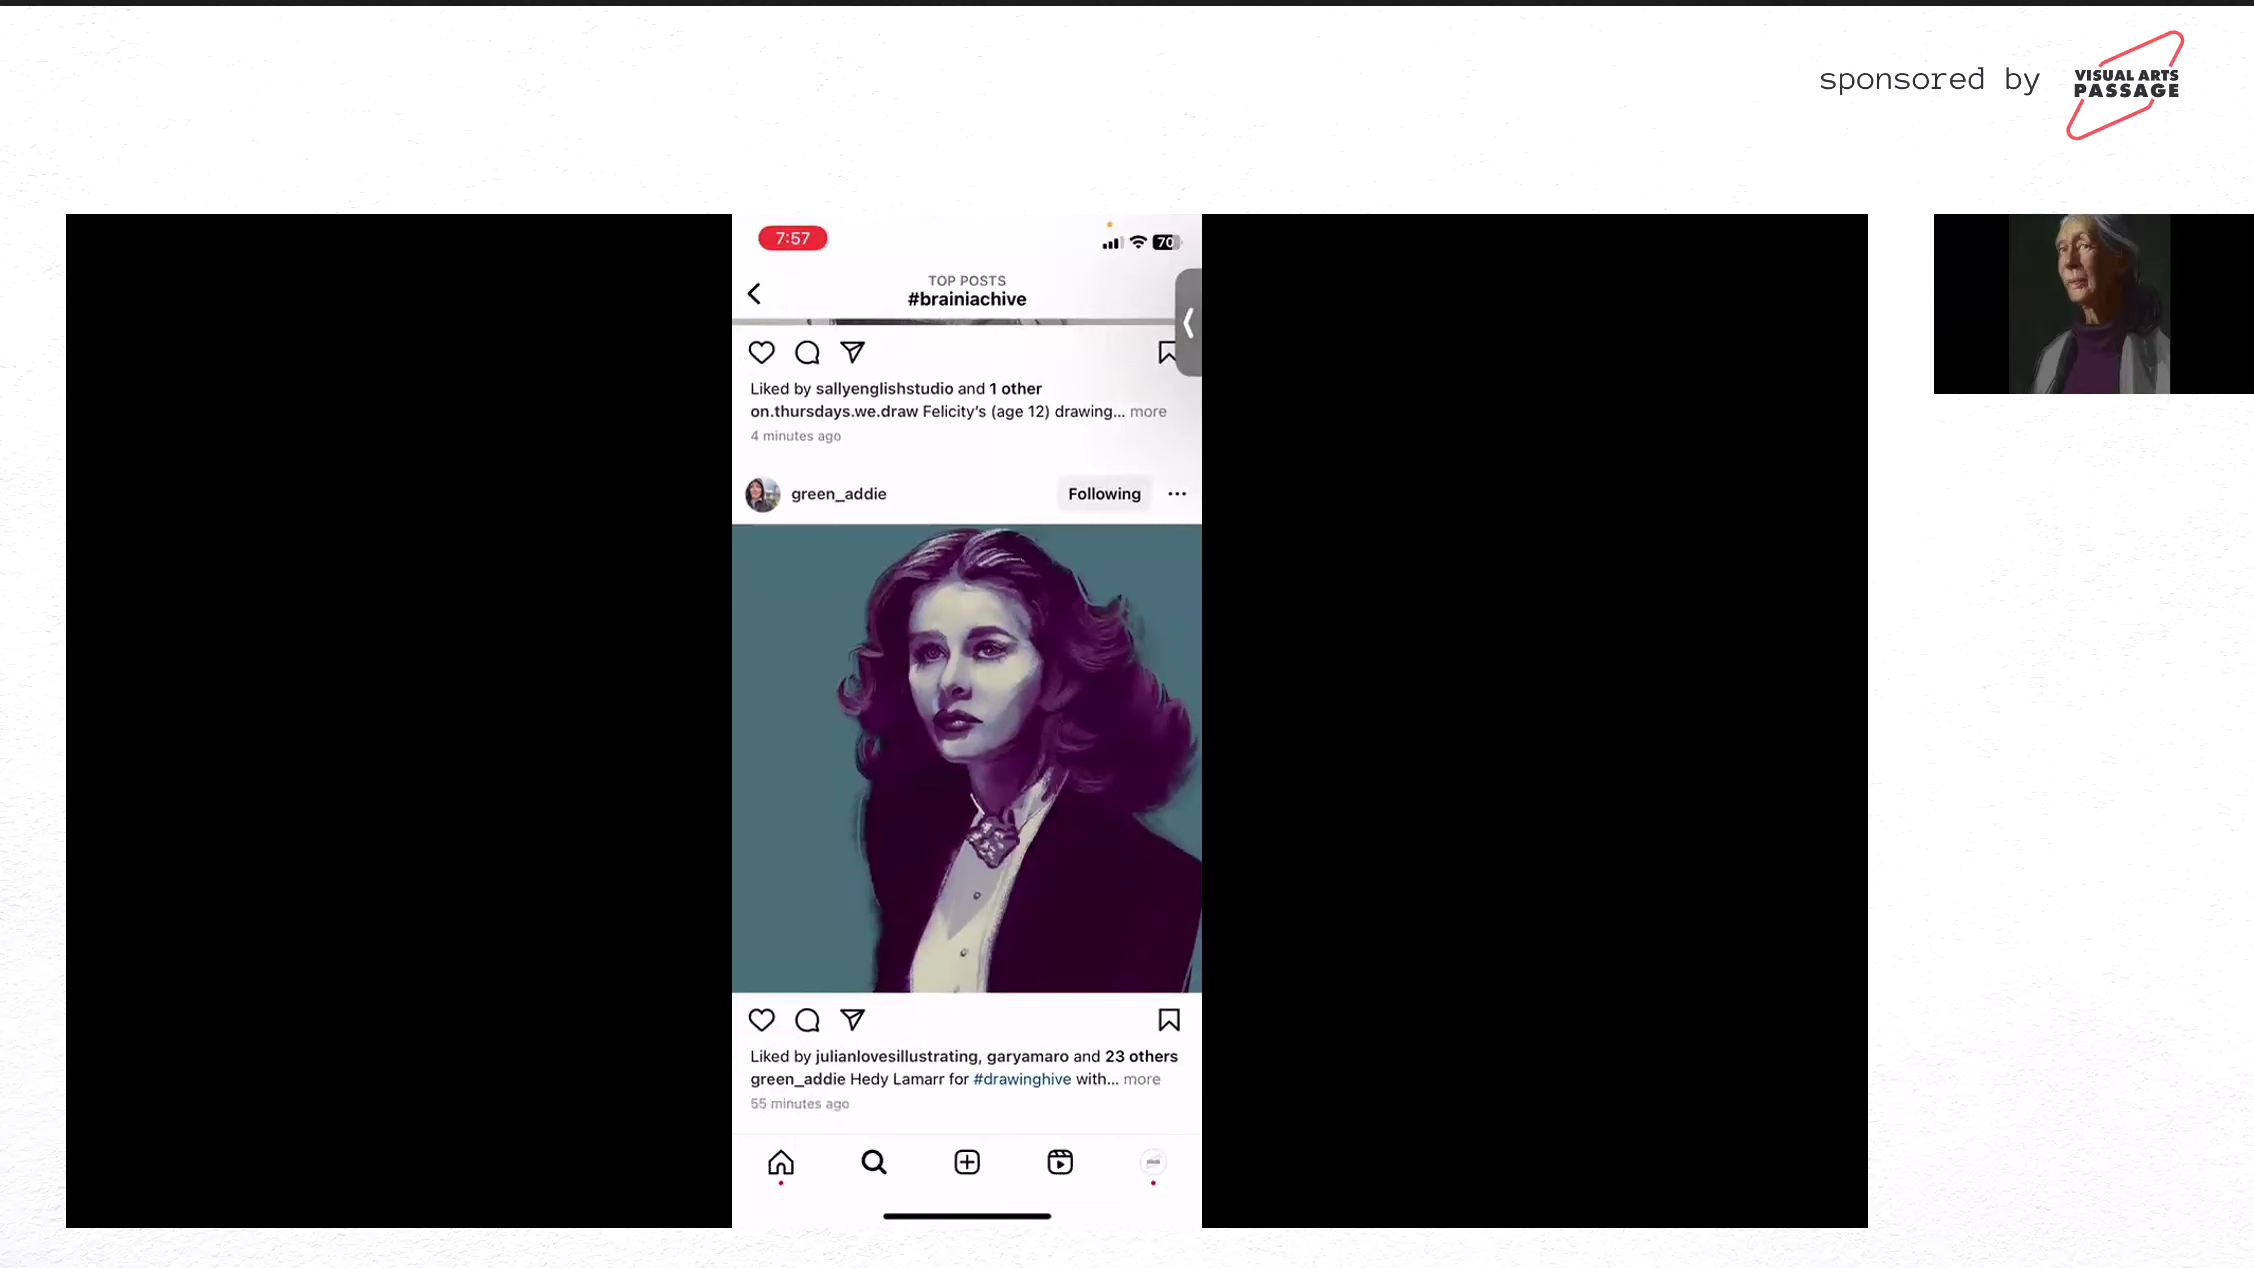 sponsored by
VISUAL ARTS
PASSAGE
7:57
70
TOP POSTS
#brainiachive
Liked by sallyenglishstudio and 1 other
on.thursdays.we.draw Felicity's (age 12) drawing... more
4 minutes ago
green_addie
Following
Liked by julianlovesillustrating, garyamaro and 23 others
green_addie Hedy Lamarr for #drawinghive with... more
55 minutes ago